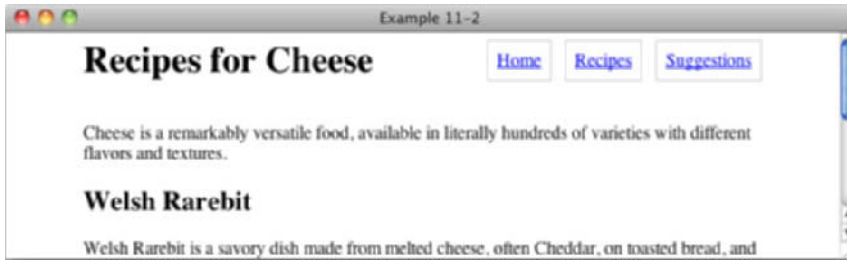 Example 11-2
Recipes for Cheese Home Recipes Suggestions
Cheese is a remarkably versatile food, available in literally hundreds of varieties with different
flavors and textures.
Welsh Rarebit
Welsh Rarebit is a savory dish made from melted cheese, often Cheddar, on toasted bread, and